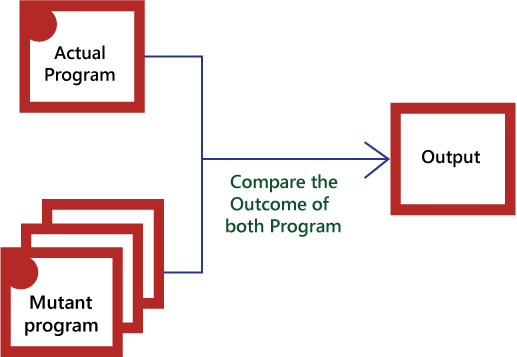 Actual
Program
Compare the
Outcome of
both Program
Output
Mutant
program